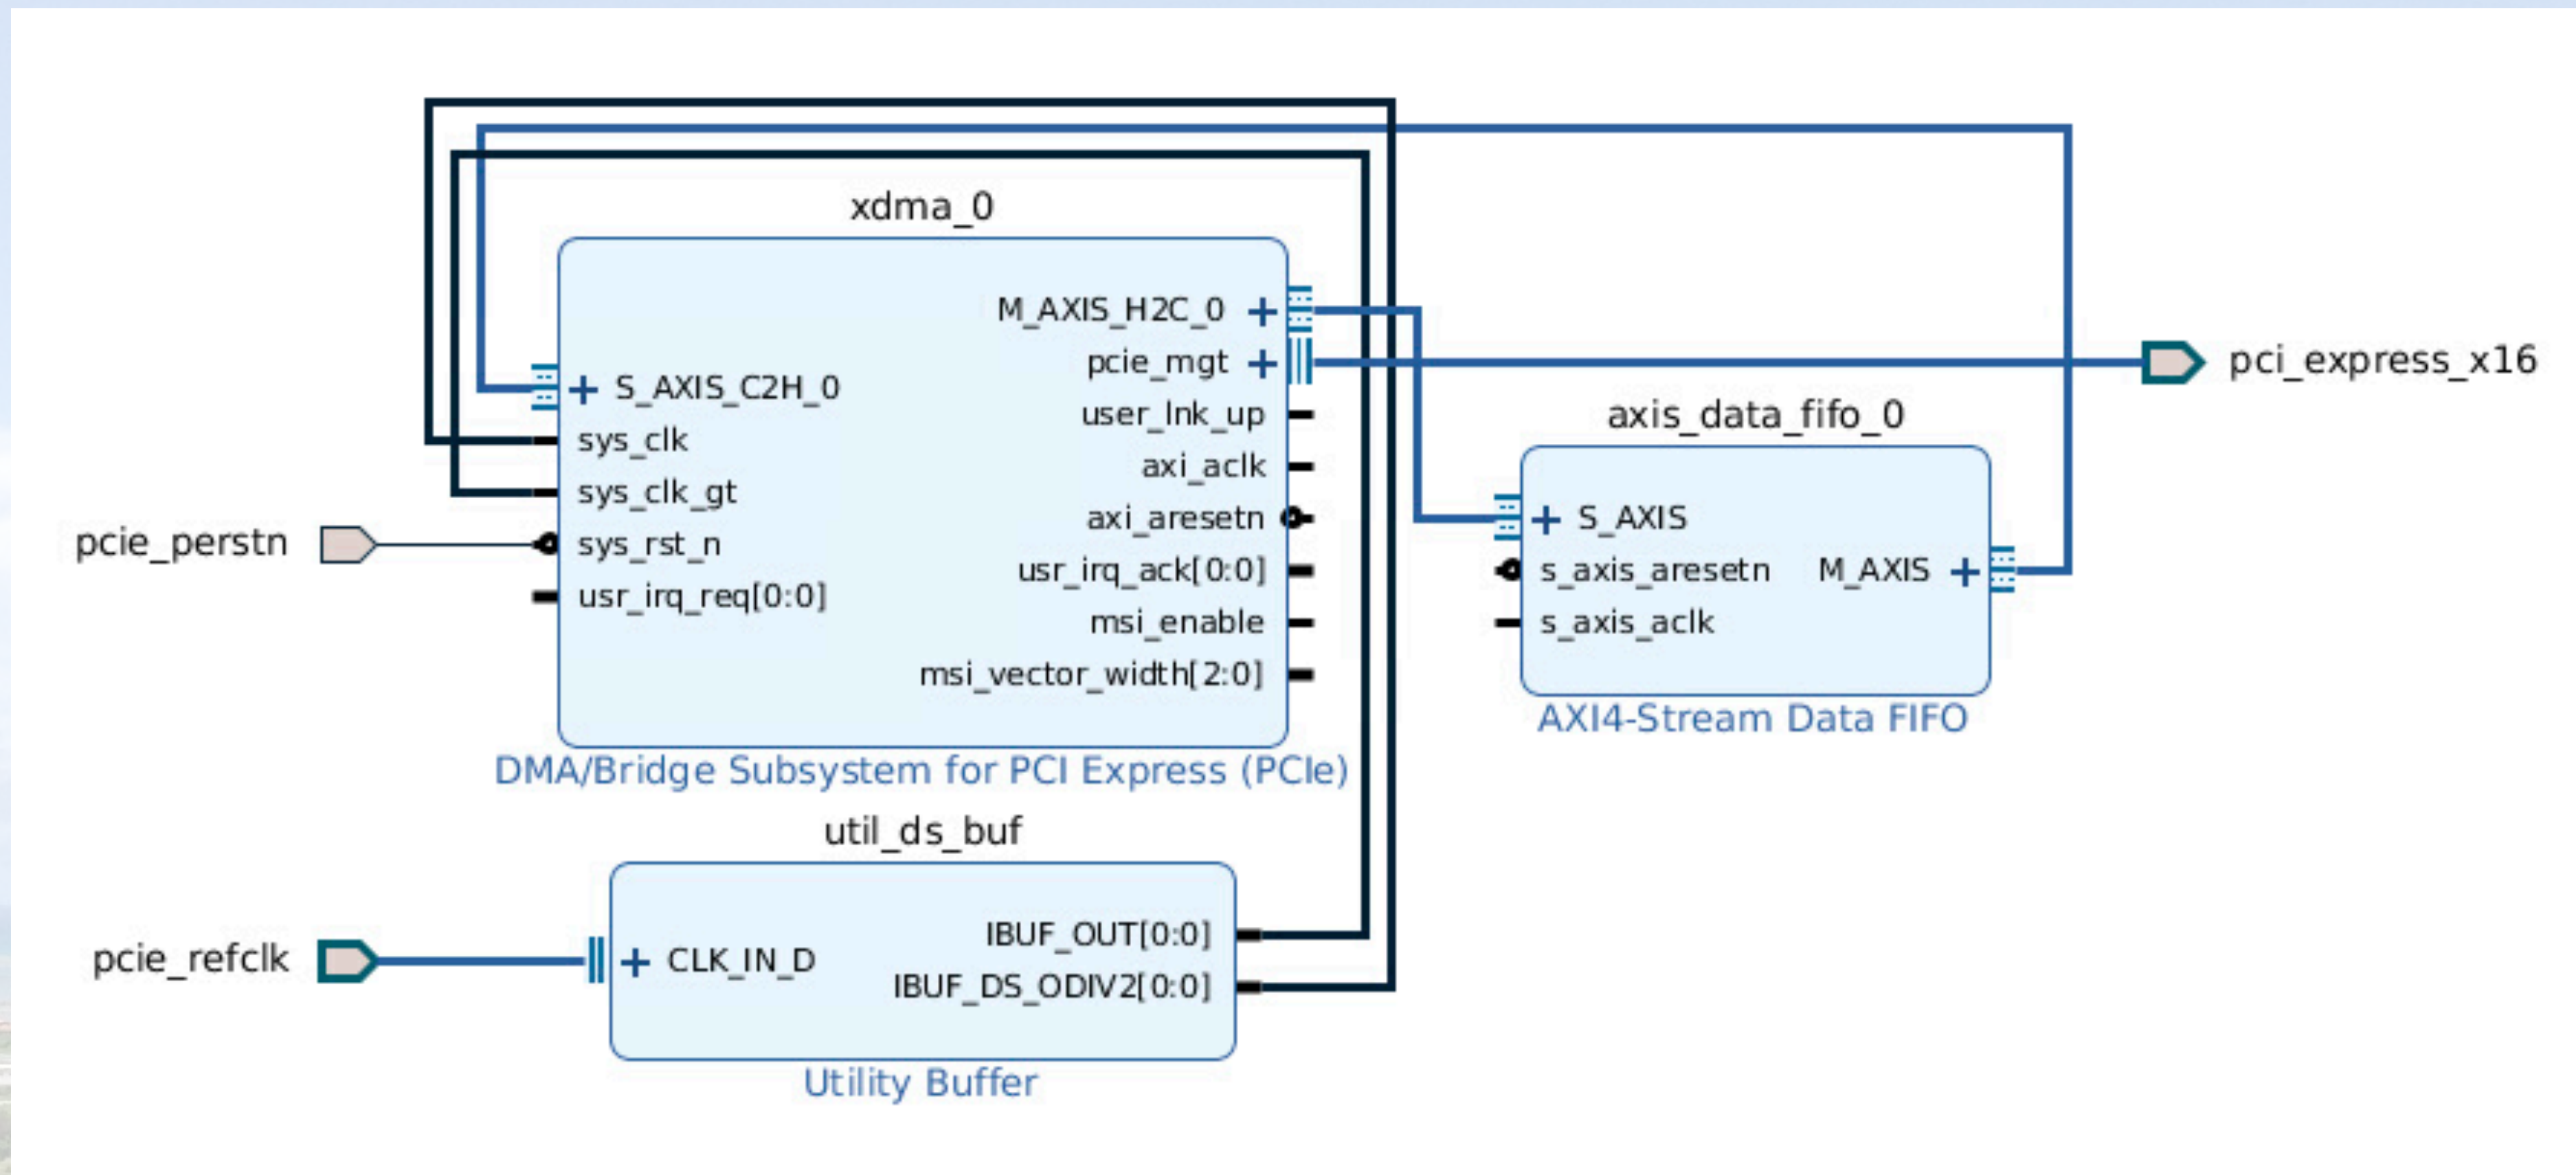 xdma_0
M_AXIS_H2C_0
pcie_mgt
S_AXIS_C2H_0
user_lnk_up
sys_clk
axi_aclk
sys_clk_gt
axi_aresetn
pcie_perstn
sys_rst_n
usr_irq_ack[0:0]
usr_irq_req[0:0]
msi_enable
msi_vector_width[2:0]
DMA/Bridge Subsystem for PCI Express (PCIe)
pci_express_x16
axis_data_fifo_0
S_AXIS
s_axis_aresetn
M_AXIS
s_axis_aclk
AXI4-Stream Data FIFO
util_ds_buf
pcie_refclk
CLK_IN_D
IBUF_OUT[0:0]
IBUF_DS_ODIV2[0:0]
Utility Buffer